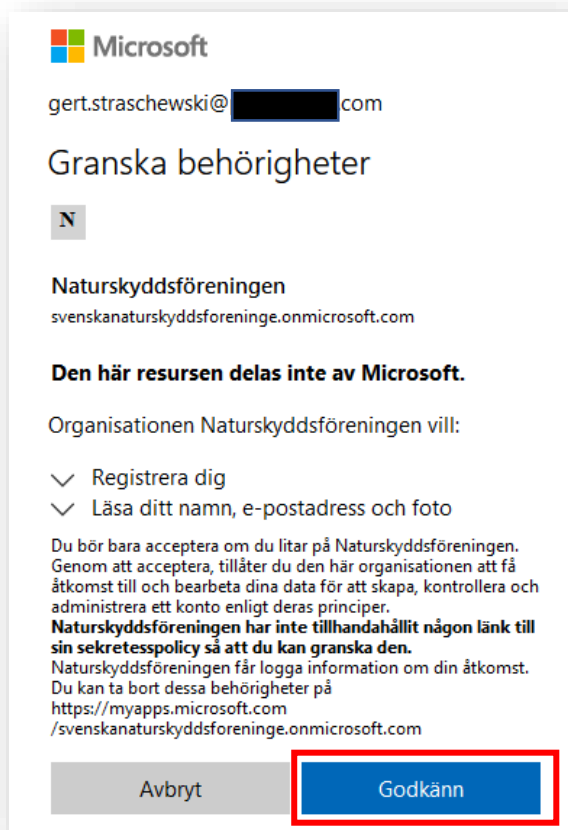 Microsoft
gert.straschewski@ .com
Granska behörigheter
N
Naturskyddsföreningen
svenskanaturskyddsforeninge.onmicrosoft.com
Den här resursen delas inte av Microsoft.
Organisationen Naturskyddsföreningen vill:
Registrera dig
Läsa ditt namn, e-postadress och foto
Du bör bara acceptera om du litar på Naturskyddsföreningen.
Genom att acceptera, tillåter du den här organisationen att få
åtkomst till och bearbeta dina data för att skapa, kontrollera och
administrera ett konto enligt deras principer.
Naturskyddsföreningen har inte tillhandahållit någon länk till
sin sekretesspolicy så att du kan granska den.
Naturskyddsföreningen får logga information om din åtkomst.
Du kan ta bort dessa behörigheter på
https://myapps.microsoft.com
/svenskanaturskyddsforeninge.onmicrosoft.com
Avbryt
Godkänn